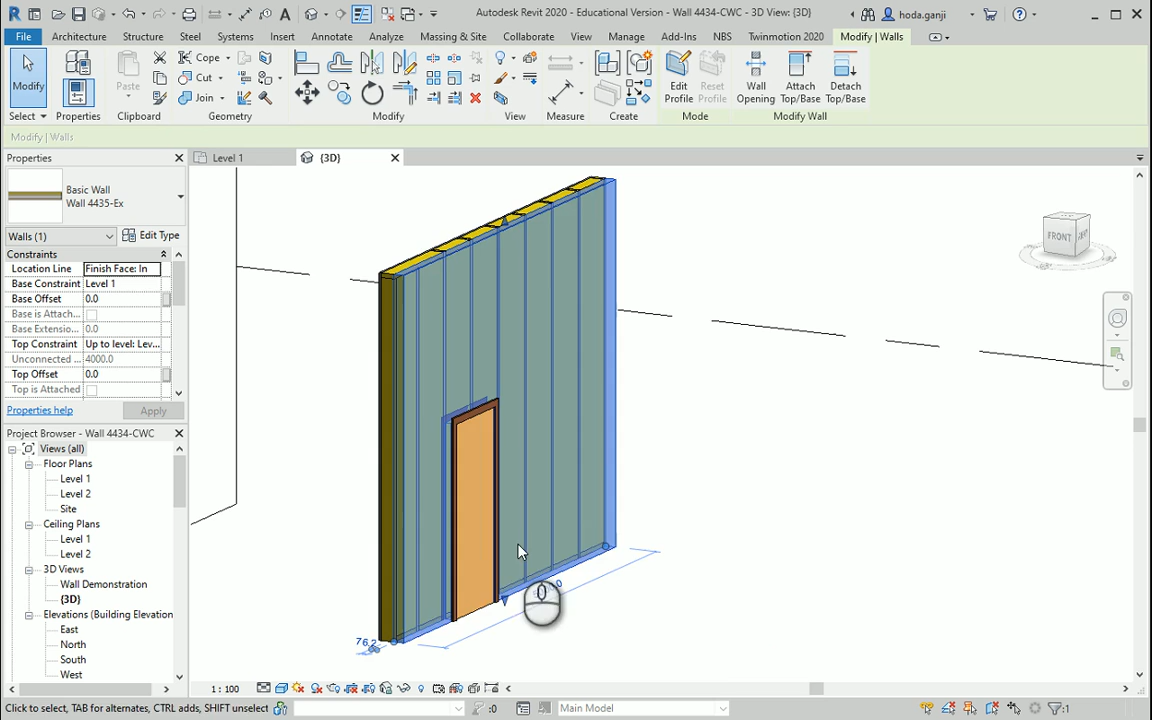 Autodesk Revit 2020 - Educational Version - Wall 4434-CWC - 3D View: {3D}
hoda.ganji
File Architecture Structure Steel Systems Insert Annotate Analyze Massing & Site Collaborate View Manage Add-Ins NBS Twinmotion 2020 Modify | Walls
Modify
Select
Properties
Paste
Clipboard
Cope
Cut
Join
Geometry
Modify
View
Measure
Create
Edit Profile
Reset Profile
Mode
Wall Opening
Attach Top/Base
Detach Top/Base
Modify Wall
Modify | Walls
Properties
Level 1
{3D}
Basic Wall
Wall 4435-Ex
Walls (1)
Edit Type
Constraints
Location Line Finish Face: In
Base Constraint Level 1
Base Offset 0.0
Base is Attach...
Base Extensio... 0.0
Top Constraint Up to level: Lev...
Unconnected ... 4000.0
Top Offset 0.0
Top is Attached
Properties help
Apply
Project Browser - Wall 4434-CWC
Views (all)
Floor Plans
Level 1
Level 2
Site
Ceiling Plans
Level 1
Level 2
3D Views
Wall Demonstration
{3D}
Elevations (Building Elevation
East
North
South
West
FRONT
76.2
1 : 100
Click to select, TAB for alternates, CTRL adds, SHIFT unselect
:0
Main Model
:1